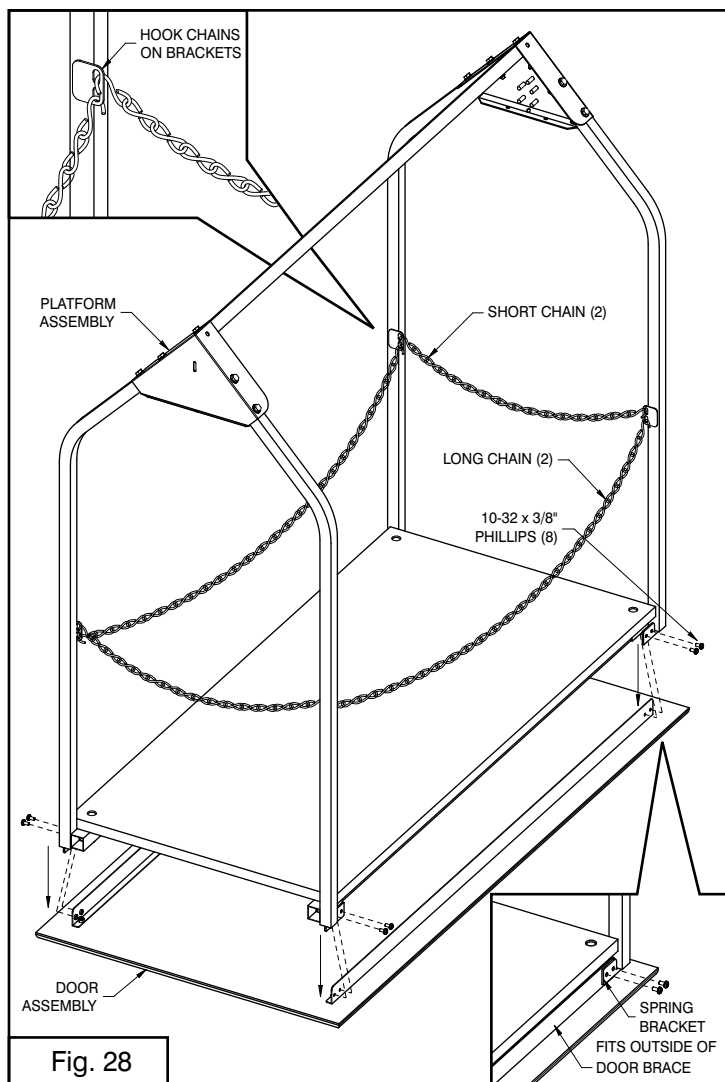 HOOK CHAINS
ON BRACKETS
PLATFORM
ASSEMBLY
SHORT CHAIN (2)
LONG CHAIN (2)
10-32 x 3/8"
PHILLIPS (8)
DOOR
ASSEMBLY
SPRING
BRACKET
FITS OUTSIDE OF
DOOR BRACE
Fig. 28